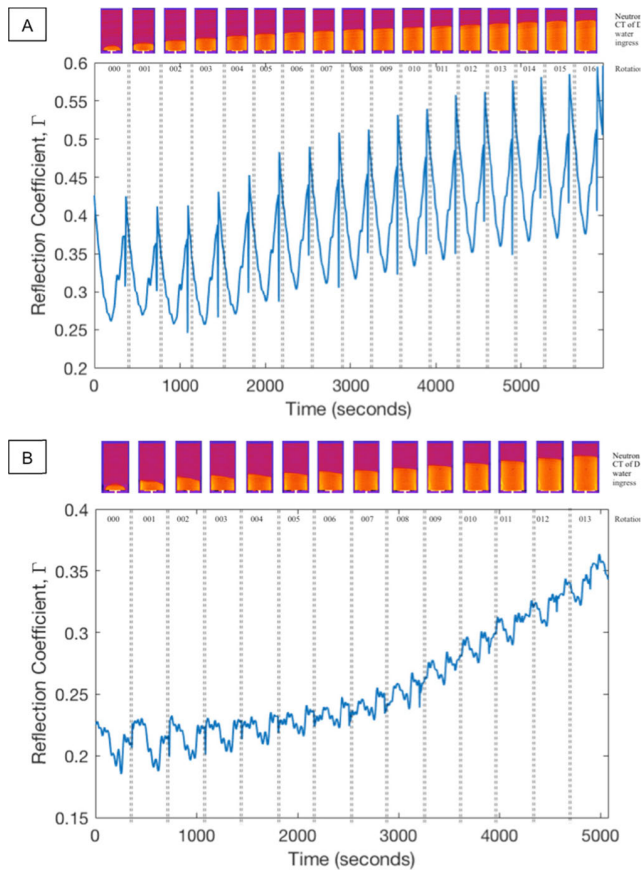 A
Neutron
CT of D
water
ingress
000 001 002 003 004 005 006 007 008 009 010 011 012 013 014 015 016 Rotatio
0.6
0.55
0.5
0.45
0.4
0.35
0.3
0.25
0.2
Reflection Coefficient, Γ
0 1000 2000 3000 4000 5000
Time (seconds)
B
Neutron
CT of D
water
ingress
000 001 002 003 004 005 006 007 008 009 010 011 012 013 Rotatio
0.4
0.35
0.3
0.25
0.2
0.15
Reflection Coefficient, Γ
0 1000 2000 3000 4000 5000
Time (seconds)